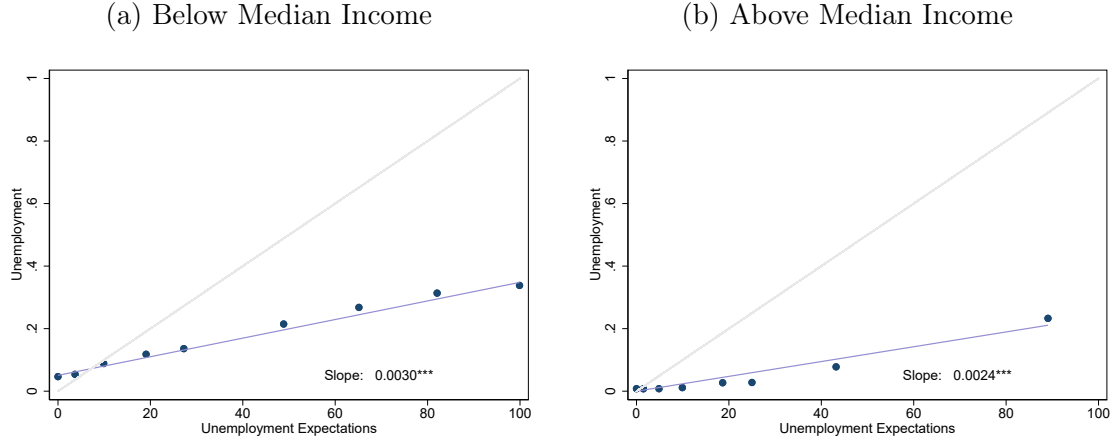 (a) Below Median Income
(b) Above Median Income
1
.8
.6
.4
.2
0
Unemployment
0 20 40 60 80 100
Unemployment Expectations
Slope: 0.0030***
1
.8
.6
.4
.2
0
Unemployment
0 20 40 60 80 100
Unemployment Expectations
Slope: 0.0024***